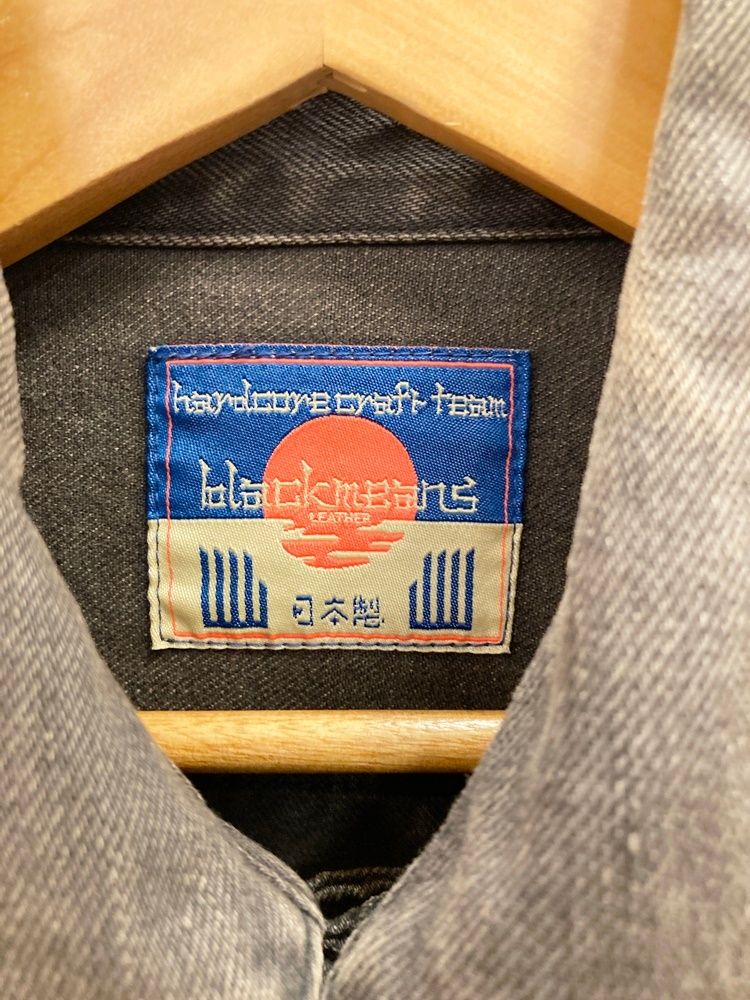 hardcore craft team
blackmeans
LEATHER
日本製